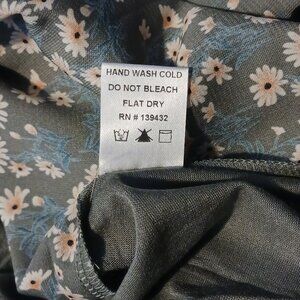 HAND WASH COLD
DO NOT BLEACH
FLAT DRY
RN # 139432